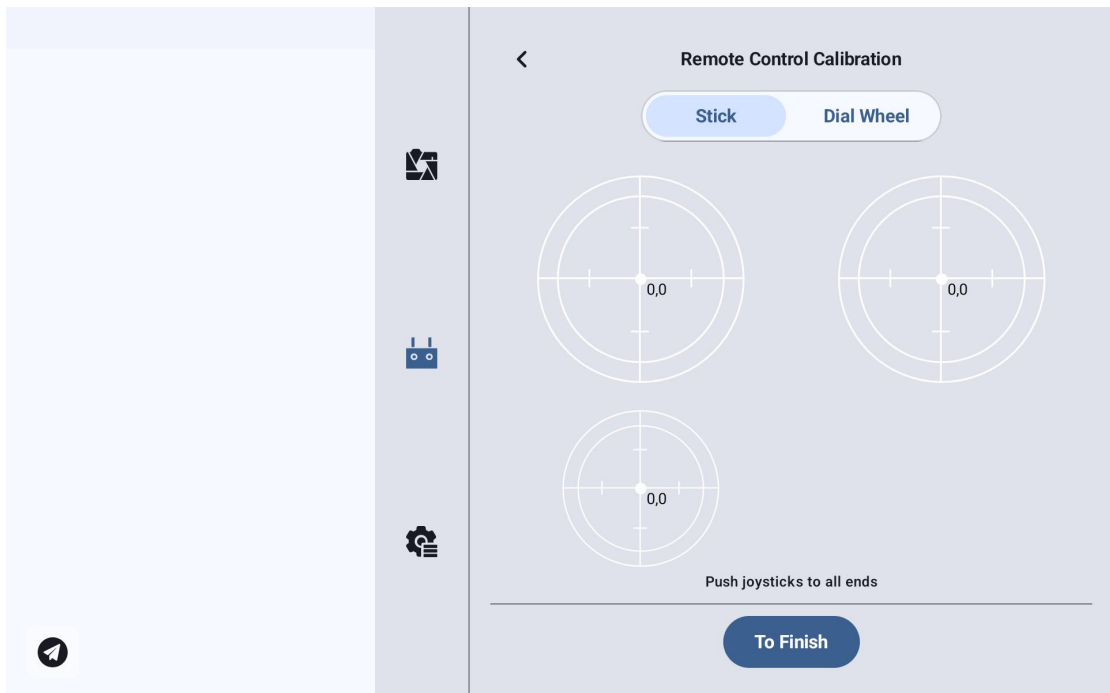 Remote Control Calibration
Stick Dial Wheel
0,0 0,0
0,0
Push joysticks to all ends
To Finish